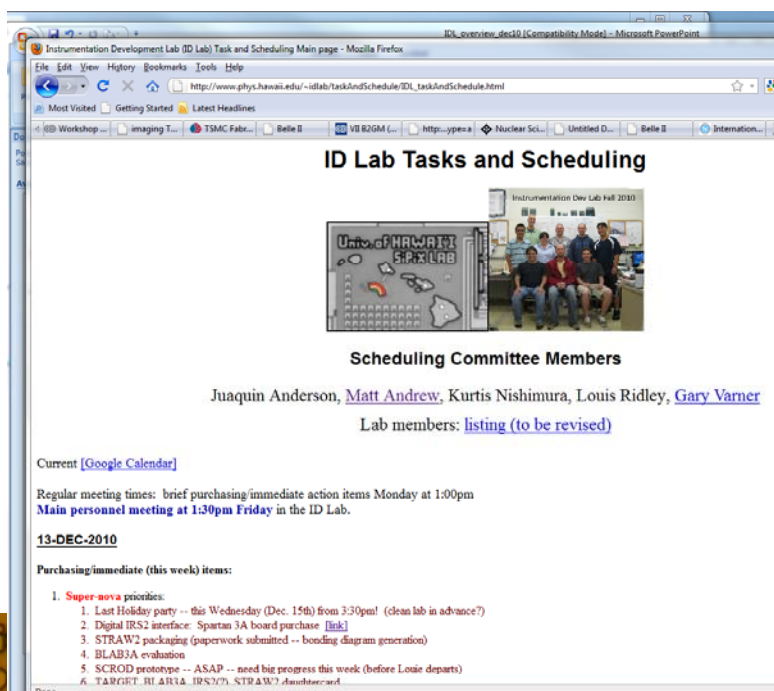 IDL_overview_dec10 [Compatibility Mode] - Microsoft PowerPoint
Instrumentation Development Lab (ID Lab) Task and Scheduling Main page - Mozilla Firefox
File Edit View History Bookmarks Tools Help
http://www.phys.hawaii.edu/~idlab/taskAndSchedule/IDL_taskAndSchedule.html
Most Visited Getting Started Latest Headlines
Workshop ... imaging T... TSMC Fabr... Belle II VII B2GM (... http:...ype=a Nuclear Sci... Untitled D... Belle II Internation...
ID Lab Tasks and Scheduling
Instrumentation Dev Lab Fall 2010
Univ. of HAWAI'I
LAB
Scheduling Committee Members
Juaquin Anderson, Matt Andrew, Kurtis Nishimura, Louis Ridley, Gary Varner
Lab members: listing (to be revised)
Current [Google Calendar]
Regular meeting times: brief purchasing/immediate action items Monday at 1:00pm
Main personnel meeting at 1:30pm Friday in the ID Lab.
13-DEC-2010
Purchasing/immediate (this week) items:
1. Super-nova priorities:
1. Last Holiday party -- this Wednesday (Dec. 15th) from 3:30pm! (clean lab in advance?)
2. Digital IRS2 interface: Spartan 3A board purchase [link]
3. STRAW2 packaging (paperwork submitted -- bonding diagram generation)
4. BLAB3A evaluation
5. SCROD prototype -- ASAP -- need big progress this week (before Louie departs)
6. TARGET, BLAB3A, IRS2(?), STRAW2 daughtercard